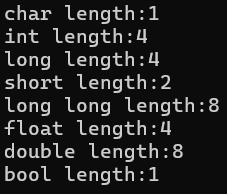 char length:1
int length:4
long length:4
short length:2
long long length:8
float length:4
double length:8
bool length:1